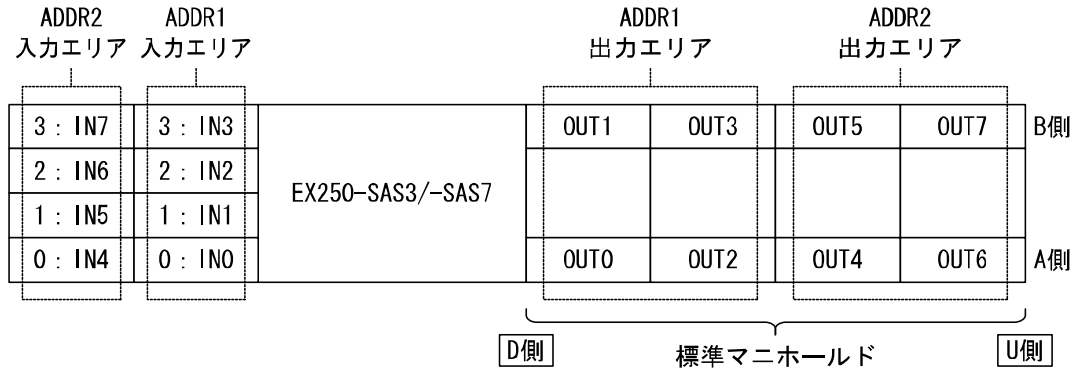 ADDR2 ADDR1 ADDR1 ADDR2
入力エリア 入力エリア 出力エリア 出力エリア
3 : IN7 3 : IN3 OUT1 OUT3 OUT5 OUT7 B側
2 : IN6 2 : IN2
EX250-SAS3/-SAS7
1 : IN5 1 : IN1
0 : IN4 0 : IN0 OUT0 OUT2 OUT4 OUT6 A側
D側 標準マニホールド U側